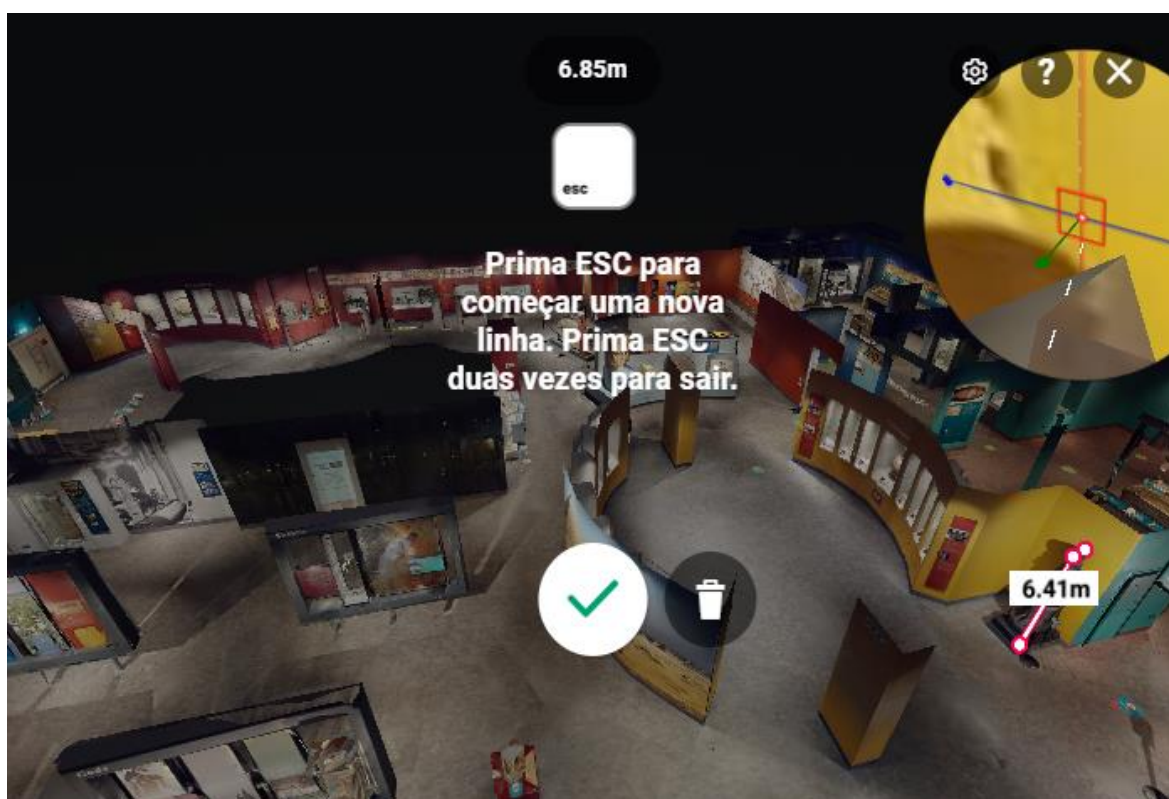 6.85m
?
esc
Prima ESC para
começar uma nova
linha. Prima ESC
duas vezes para sair.
6.41m